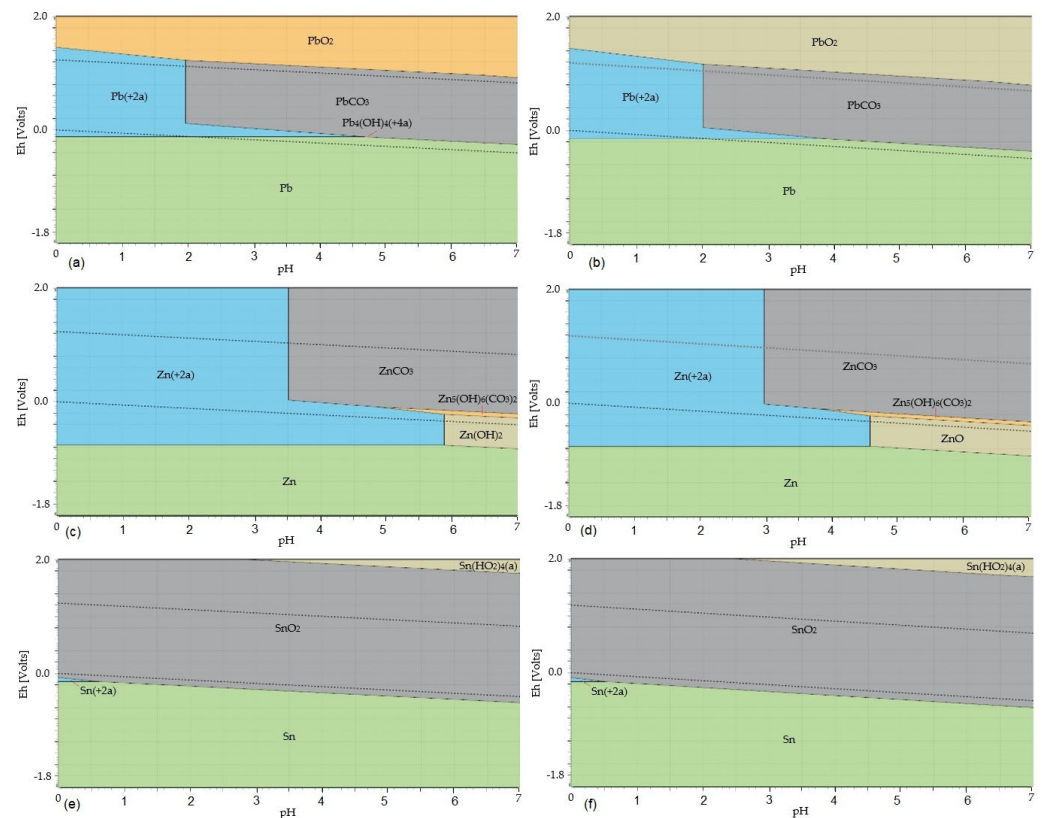 2.0
PbO2
Pb(+2a)
PbCO3
Pb4(OH)4(+4a)
0.0
Eh [Volts]
Pb
-1.8
0 1 2 3 4 5 6 7
(a)
pH
2.0
PbO2
Pb(+2a)
PbCO3
0.0
Eh [Volts]
Pb
-1.8
0 1 2 3 4 5 6 7
(b)
pH
2.0
Zn(+2a)
ZnCO3
Zn5(OH)6(CO3)2
0.0
Eh [Volts]
Zn(OH)2
Zn
-1.8
0 1 2 3 4 5 6 7
(c)
pH
2.0
Zn(+2a)
ZnCO3
Zn5(OH)6(CO3)2
0.0
Eh [Volts]
ZnO
Zn
-1.8
0 1 2 3 4 5 6 7
(d)
pH
2.0
Sn(HO2)4(a)
SnO2
0.0
Eh [Volts]
Sn(+2a)
Sn
-1.8
0 1 2 3 4 5 6 7
(e)
pH
2.0
Sn(HO2)4(a)
SnO2
0.0
Eh [Volts]
Sn(+2a)
Sn
-1.8
0 1 2 3 4 5 6 7
(f)
pH